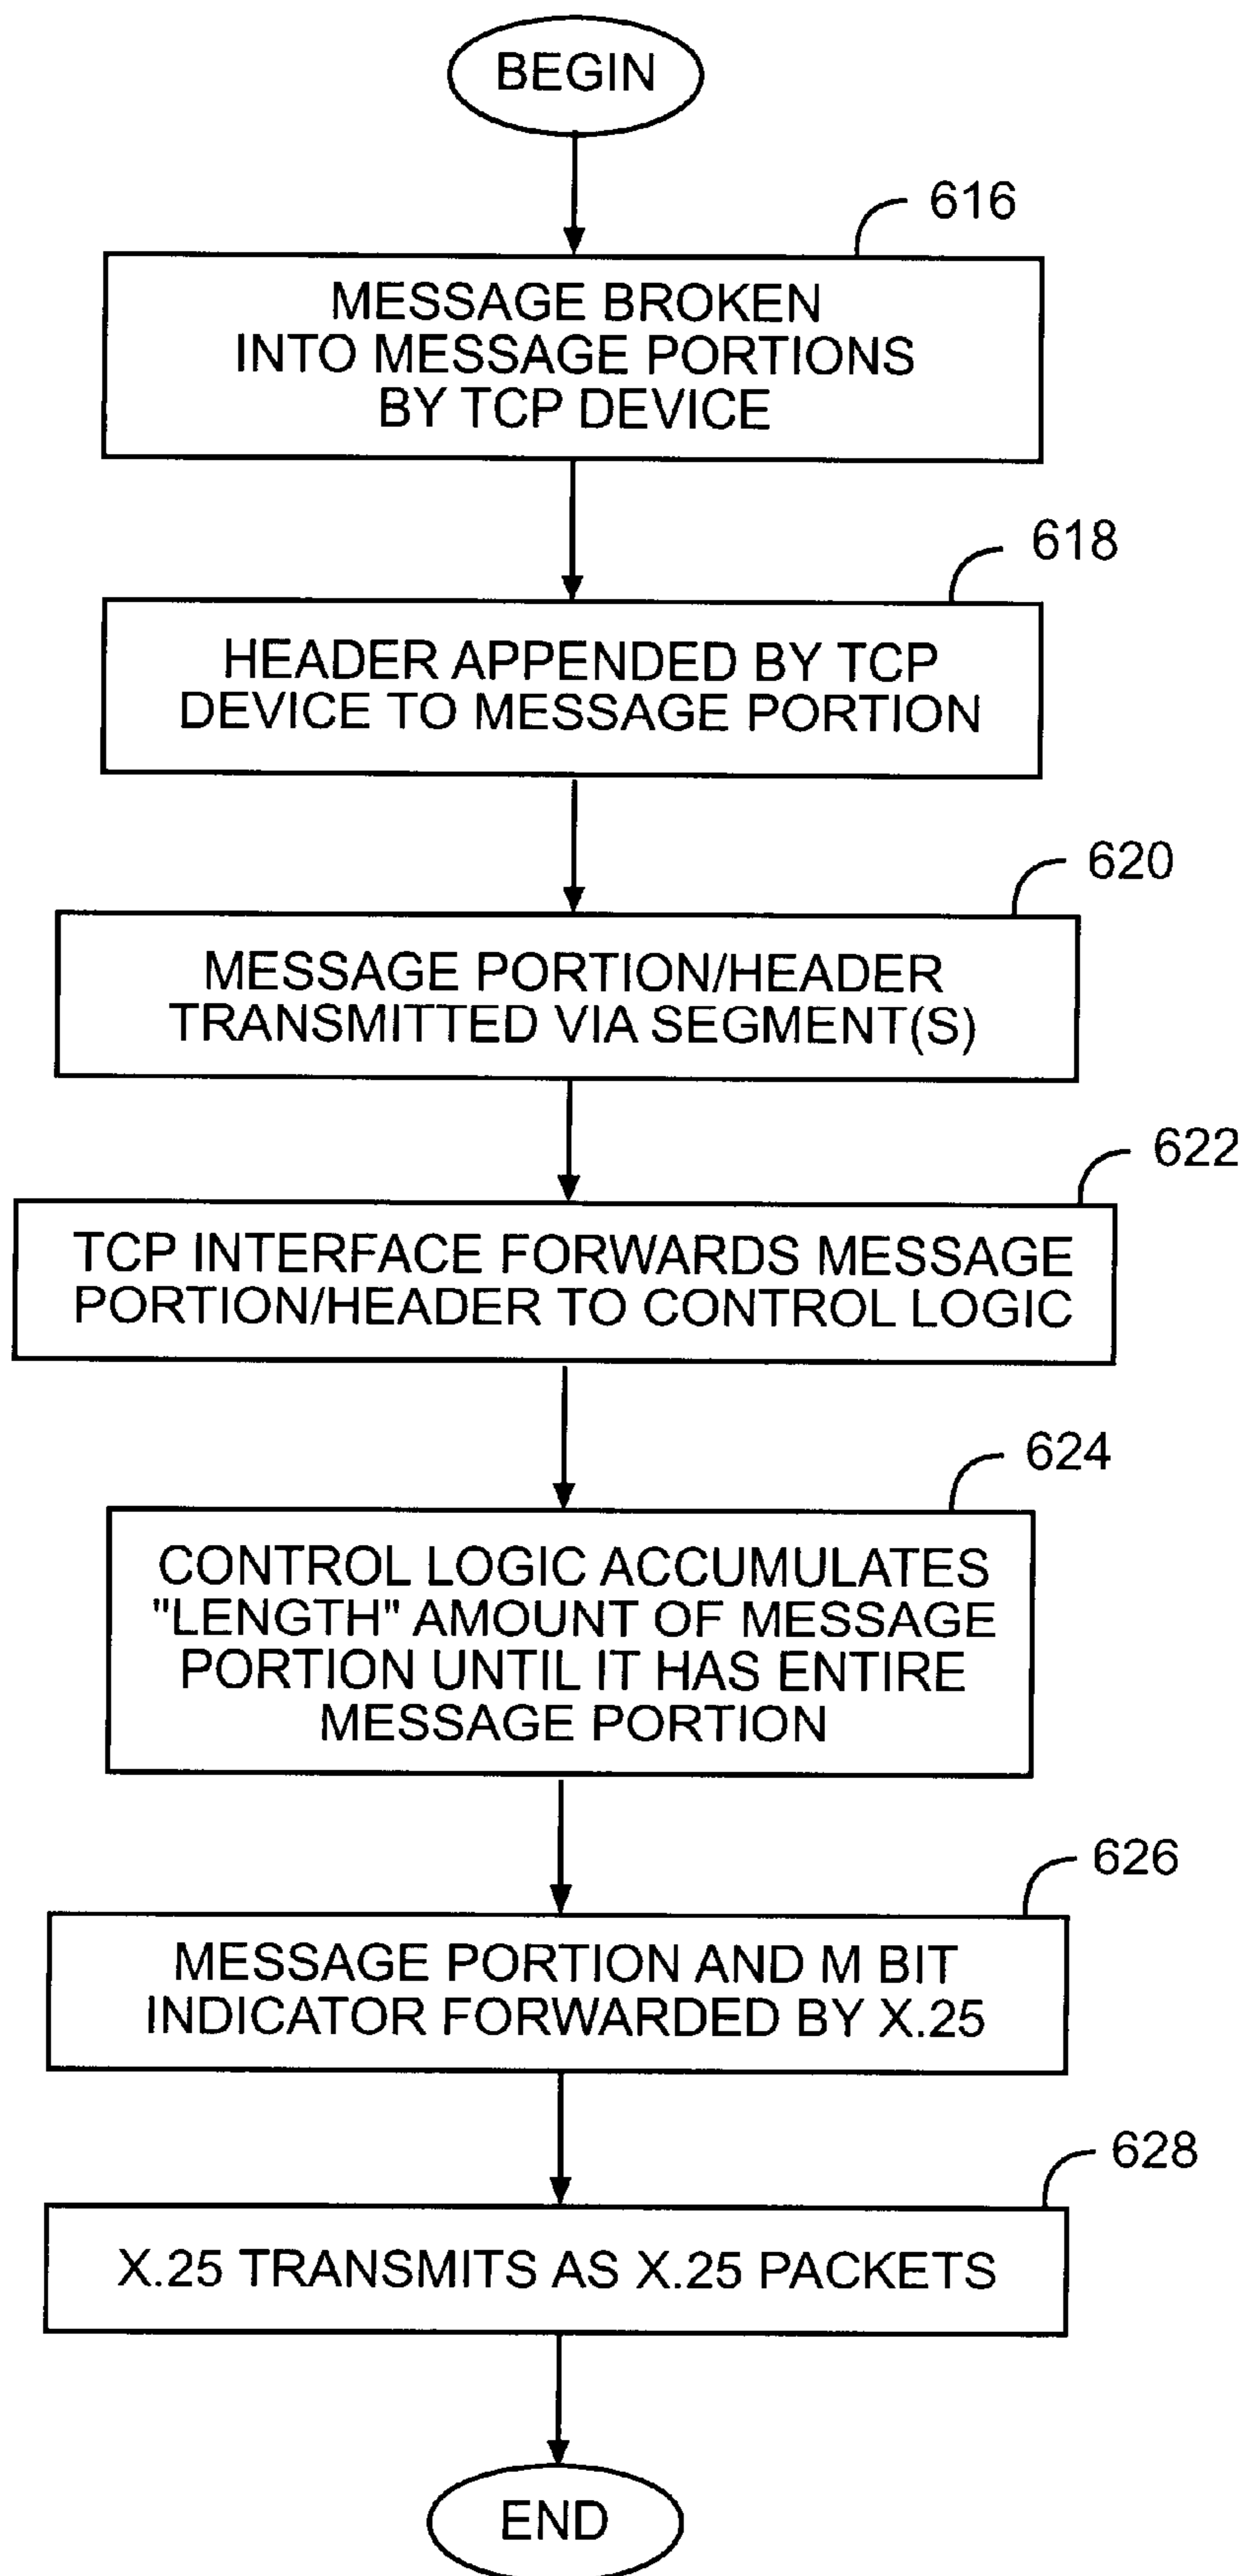 BEGIN
616
MESSAGE BROKEN
INTO MESSAGE PORTIONS
BY TCP DEVICE
618
HEADER APPENDED BY TCP
DEVICE TO MESSAGE PORTION
620
MESSAGE PORTION/HEADER
TRANSMITTED VIA SEGMENT(S)
622
TCP INTERFACE FORWARDS MESSAGE
PORTION/HEADER TO CONTROL LOGIC
624
CONTROL LOGIC ACCUMULATES
"LENGTH" AMOUNT OF MESSAGE
PORTION UNTIL IT HAS ENTIRE
MESSAGE PORTION
626
MESSAGE PORTION AND M BIT
INDICATOR FORWARDED BY X.25
628
X.25 TRANSMITS AS X.25 PACKETS
END